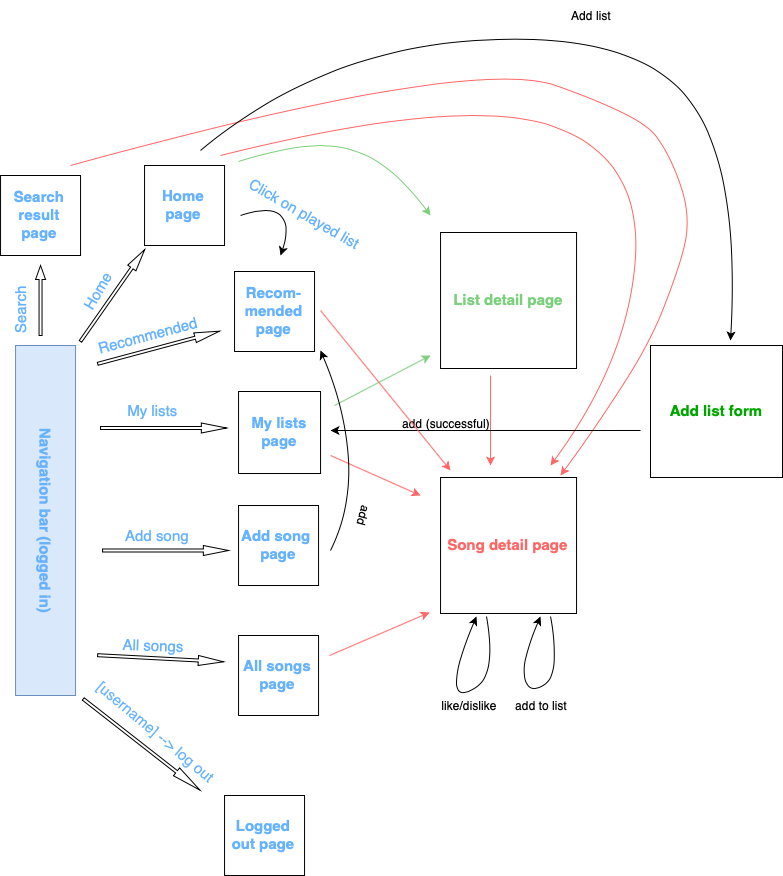 Add list
Search
result
page
Home
page
Click on played list
Home
Search
Recom-
mended
page
Recommended
List detail page
My lists
My lists
page
add (successful)
Add list form
Navigation bar (logged in)
add
Add song
Add song
page
Song detail page
All songs
All songs
page
[username] --> log out
like/dislike
add to list
Logged
out page